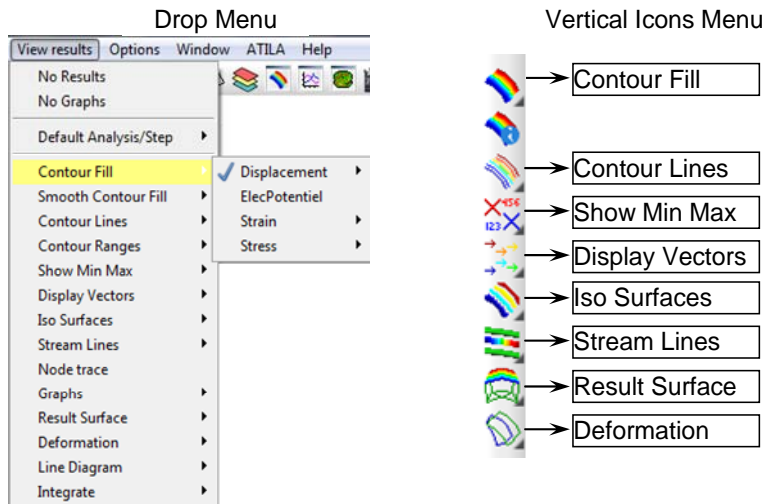 Drop Menu
View results Options Window ATILA Help
No Results
No Graphs
Default Analysis/Step
Contour Fill
Smooth Contour Fill
Contour Lines
Contour Ranges
Show Min Max
Display Vectors
Iso Surfaces
Stream Lines
Node trace
Graphs
Result Surface
Deformation
Line Diagram
Integrate
Displacement
ElecPotentiel
Strain
Stress
Vertical Icons Menu
Contour Fill
Contour Lines
456
123
Show Min Max
Display Vectors
Iso Surfaces
Stream Lines
Result Surface
Deformation